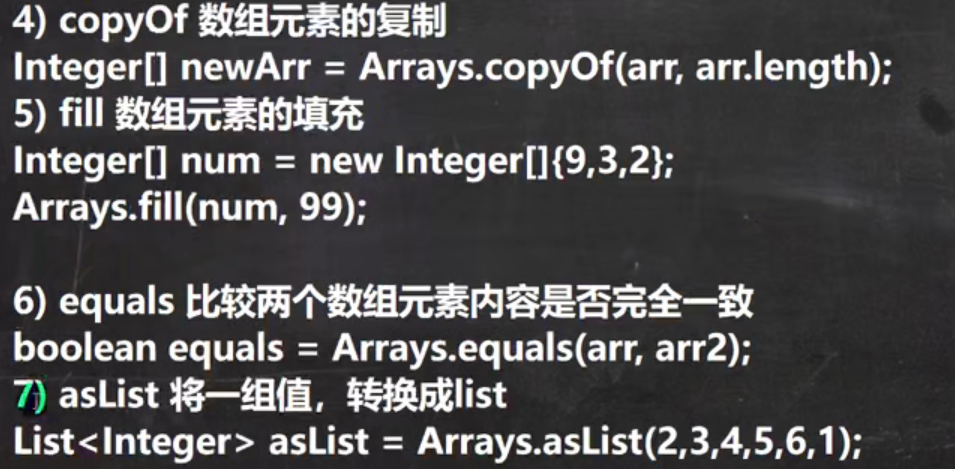 4) copyOf 数组元素的复制
Integer[] newArr = Arrays.copyOf(arr, arr.length);
5) fill 数组元素的填充
Integer[] num = new Integer[]{9,3,2};
Arrays.fill(num, 99);
6) equals 比较两个数组元素内容是否完全一致
boolean equals = Arrays.equals(arr, arr2);
7) asList 将一组值，转换成list
List<Integer> asList = Arrays.asList(2,3,4,5,6,1);